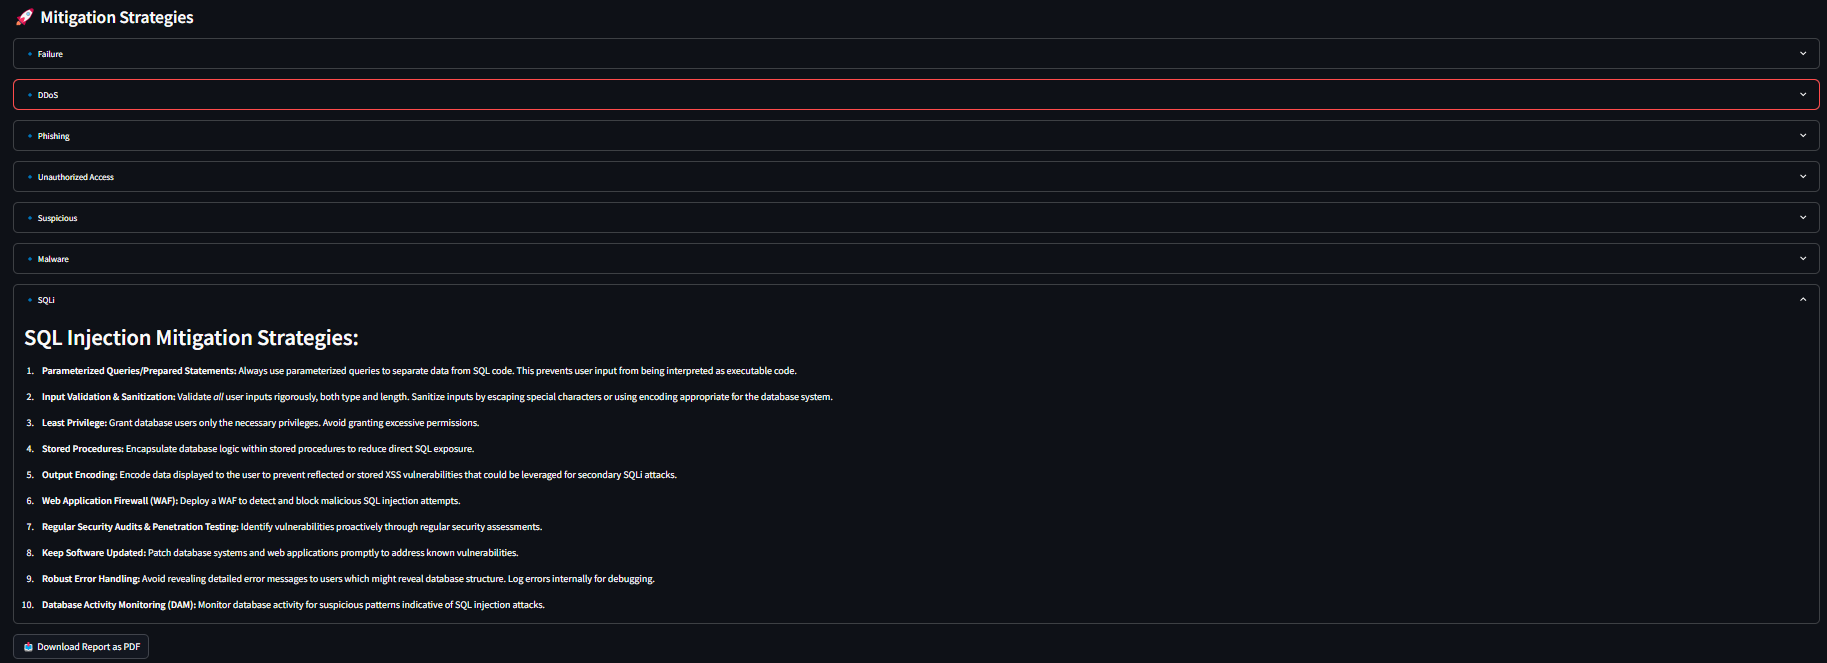 🚀 Mitigation Strategies
Failure
DDoS
Phishing
Unauthorized Access
Suspicious
Malware
SQLi
SQL Injection Mitigation Strategies:
1. Parameterized Queries/Prepared Statements: Always use parameterized queries to separate data from SQL code. This prevents user input from being interpreted as executable code.
2. Input Validation & Sanitization: Validate all user inputs rigorously, both type and length. Sanitize inputs by escaping special characters or using encoding appropriate for the database system.
3. Least Privilege: Grant database users only the necessary privileges. Avoid granting excessive permissions.
4. Stored Procedures: Encapsulate database logic within stored procedures to reduce direct SQL exposure.
5. Output Encoding: Encode data displayed to the user to prevent reflected or stored XSS vulnerabilities that could be leveraged for secondary SQLi attacks.
6. Web Application Firewall (WAF): Deploy a WAF to detect and block malicious SQL injection attempts.
7. Regular Security Audits & Penetration Testing: Identify vulnerabilities proactively through regular security assessments.
8. Keep Software Updated: Patch database systems and web applications promptly to address known vulnerabilities.
9. Robust Error Handling: Avoid revealing detailed error messages to users which might reveal database structure. Log errors internally for debugging.
10. Database Activity Monitoring (DAM): Monitor database activity for suspicious patterns indicative of SQL injection attacks.
Download Report as PDF